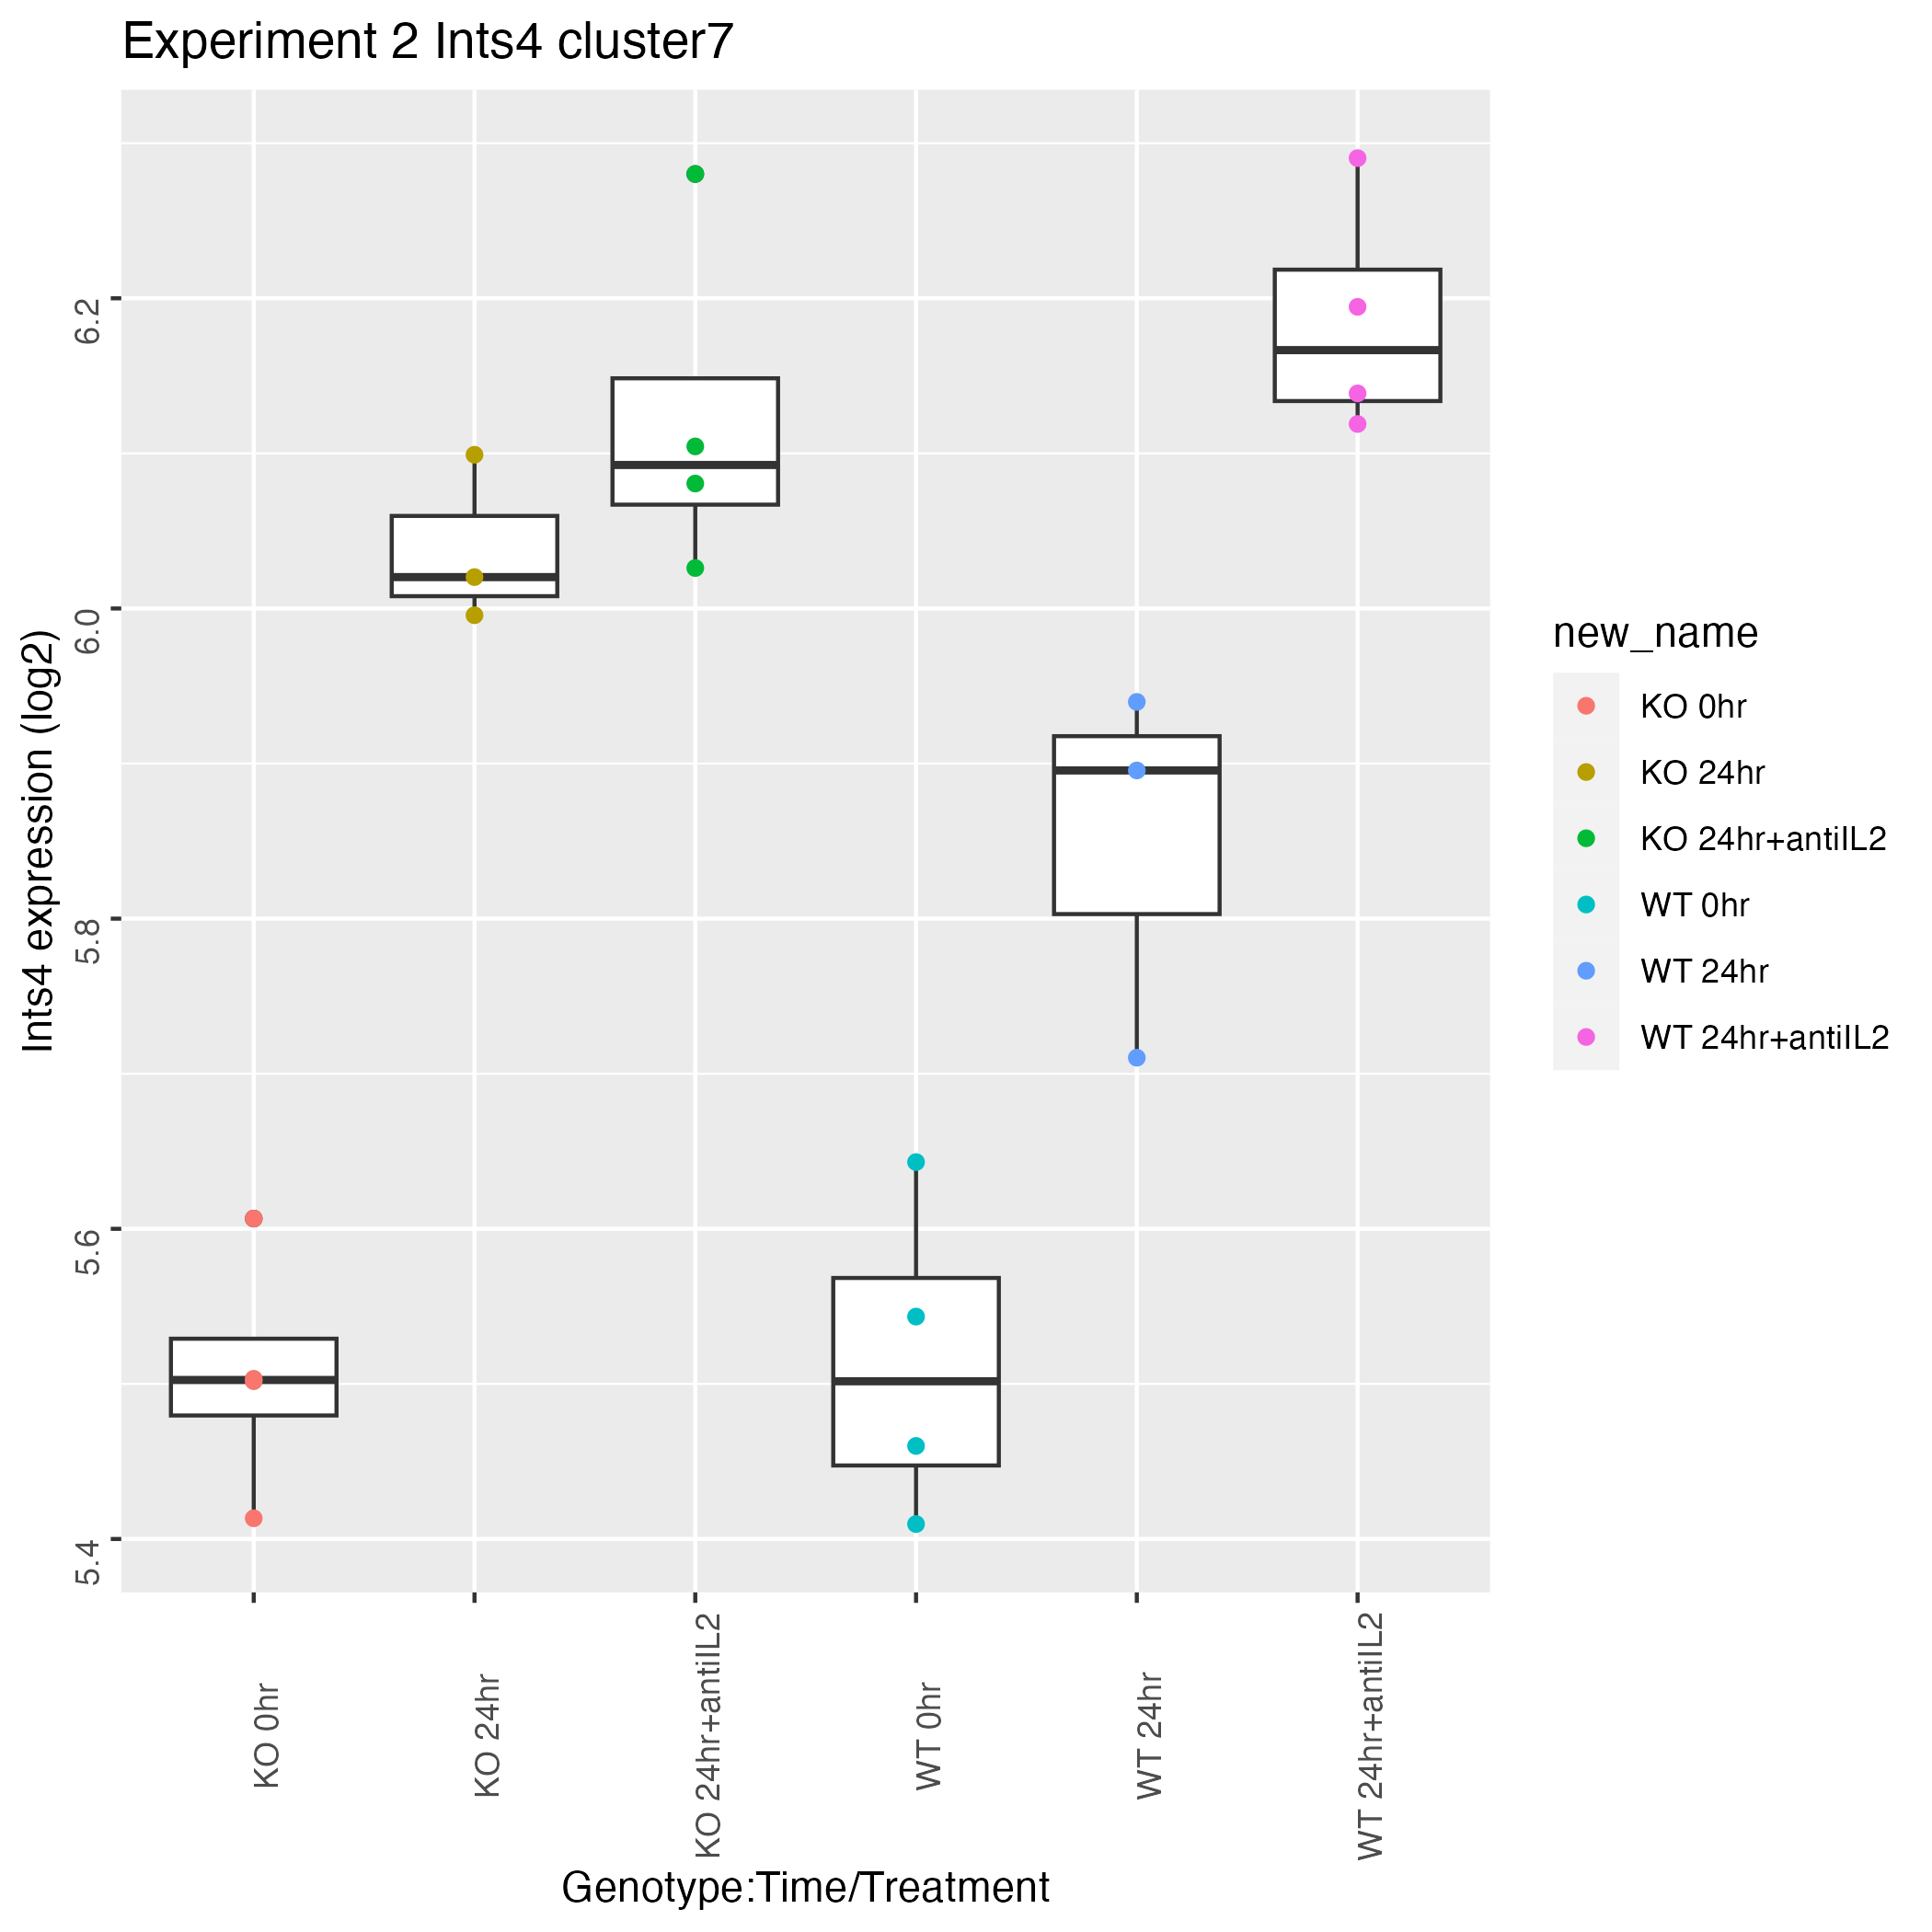 Experiment 2 Ints4 cluster7
Ints4 expression (log2)
6.2
6.0
5.8
5.6
5.4
KO 0hr
KO 24hr
KO 24hr+antiIL2
WT 0hr
WT 24hr
WT 24hr+antiIL2
Genotype:Time/Treatment
new_name
KO 0hr
KO 24hr
KO 24hr+antiIL2
WT 0hr
WT 24hr
WT 24hr+antiIL2